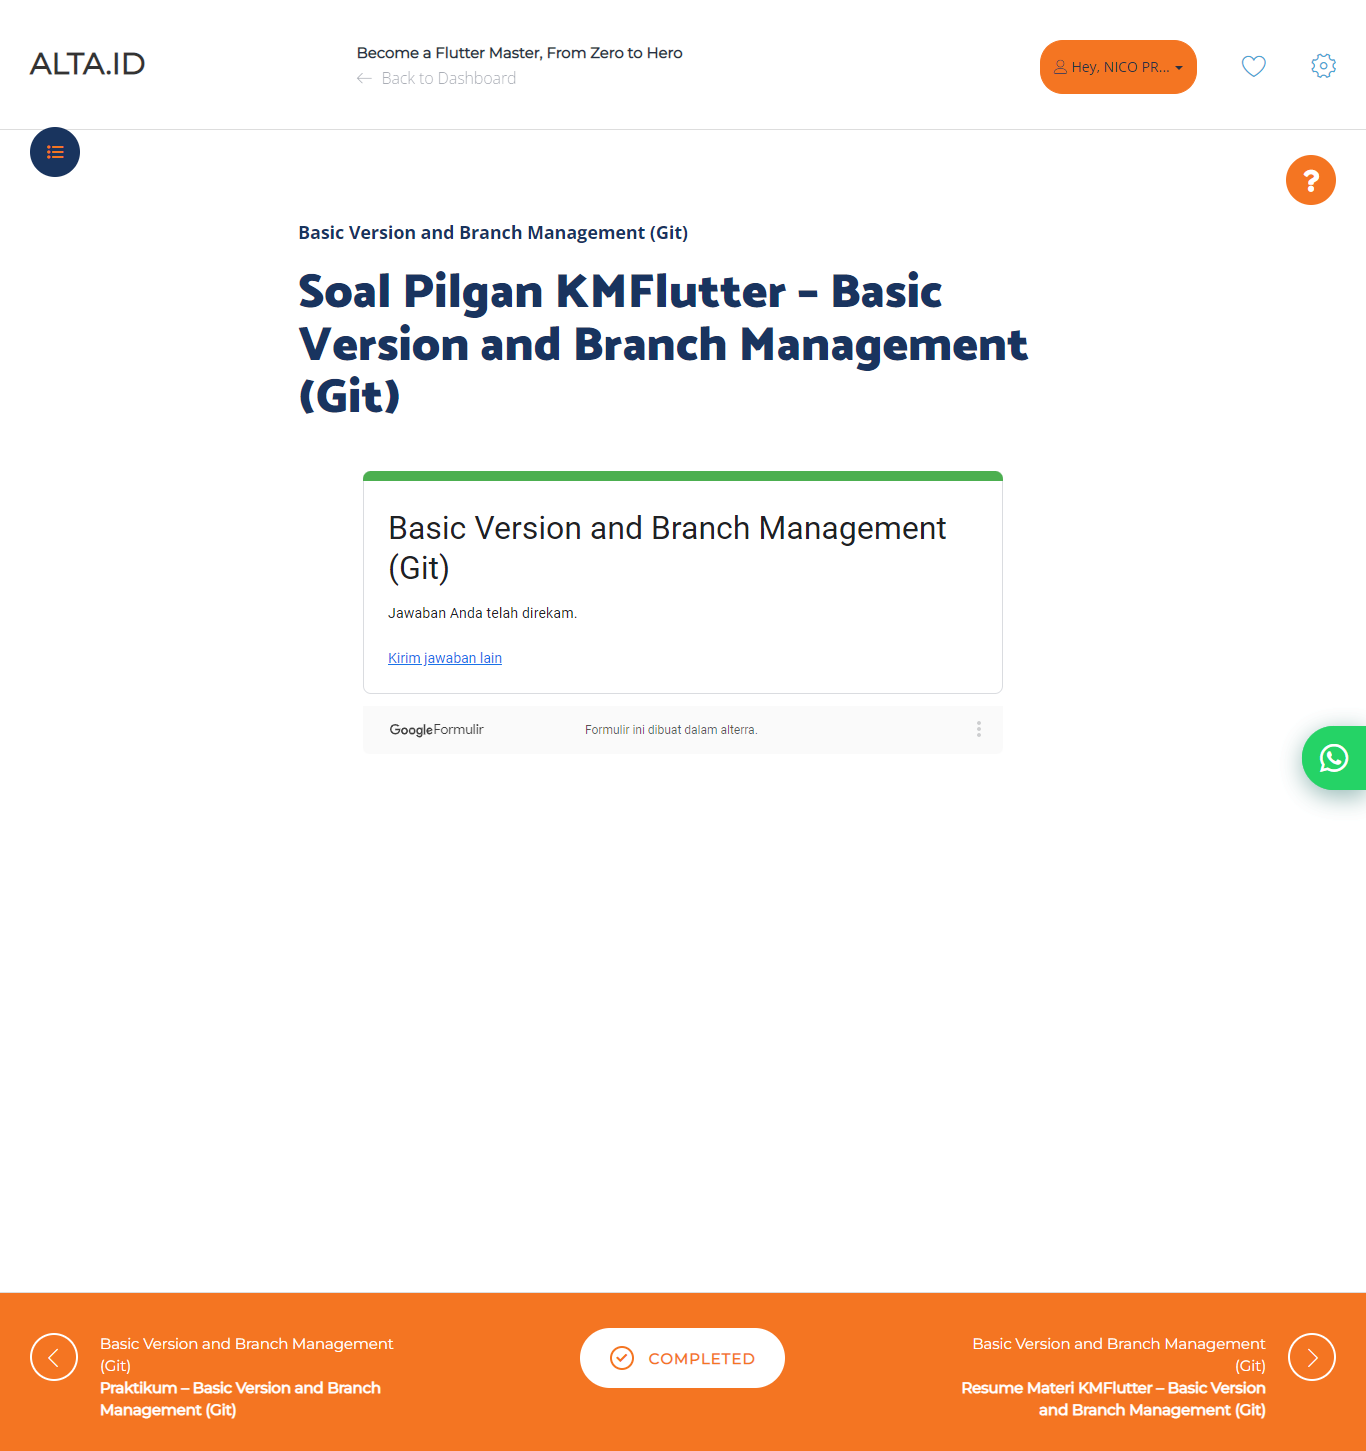 ALTA.ID
Become a Flutter Master, From Zero to Hero
← Back to Dashboard
Hey, NICO PR...
?
Basic Version and Branch Management (Git)
Soal Pilgan KMFlutter – Basic
Version and Branch Management
(Git)
Basic Version and Branch Management
(Git)
Jawaban Anda telah direkam.
Kirim jawaban lain
Google Formulir
Formulir ini dibuat dalam alterra.
Basic Version and Branch Management
(Git)
Praktikum – Basic Version and Branch
Management (Git)
COMPLETED
Basic Version and Branch Management
(Git)
Resume Materi KMFlutter – Basic Version
and Branch Management (Git)